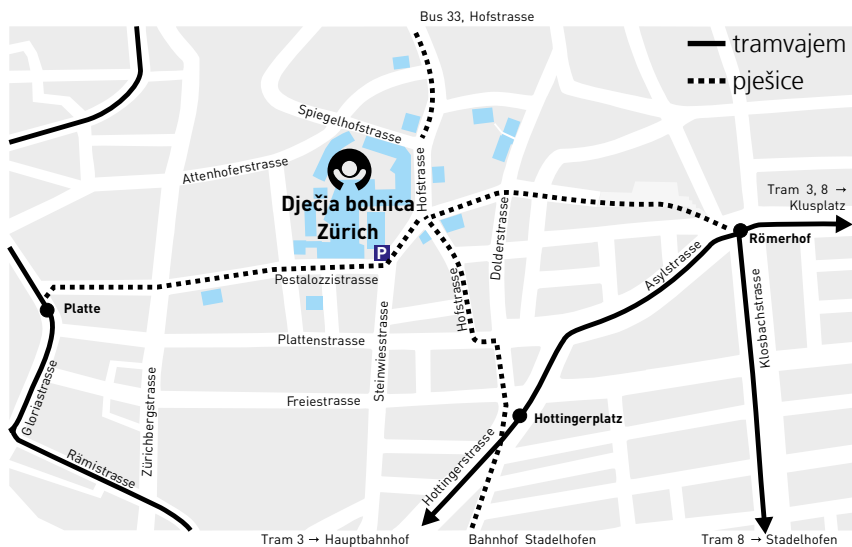 Bus 33, Hofstrasse
tramvajem
pješice
Spiegelhofstrasse
Attenhoferstrasse
Hofstrasse
Dječja bolnica
Zürich
P
Tram 3, 8 →
Klusplatz
Römerhof
Dolderstrasse
Asylstrasse
Pestalozzistrasse
Hofstrasse
Platte
Plattenstrasse
Steinwiesstrasse
Klosbachstrasse
Gloriastrasse
Zürichbergstrasse
Freiestrasse
Hottingerplatz
Hottingerstrasse
Rämistrasse
Tram 3 → Hauptbahnhof
Bahnhof Stadelhofen
Tram 8 → Stadelhofen